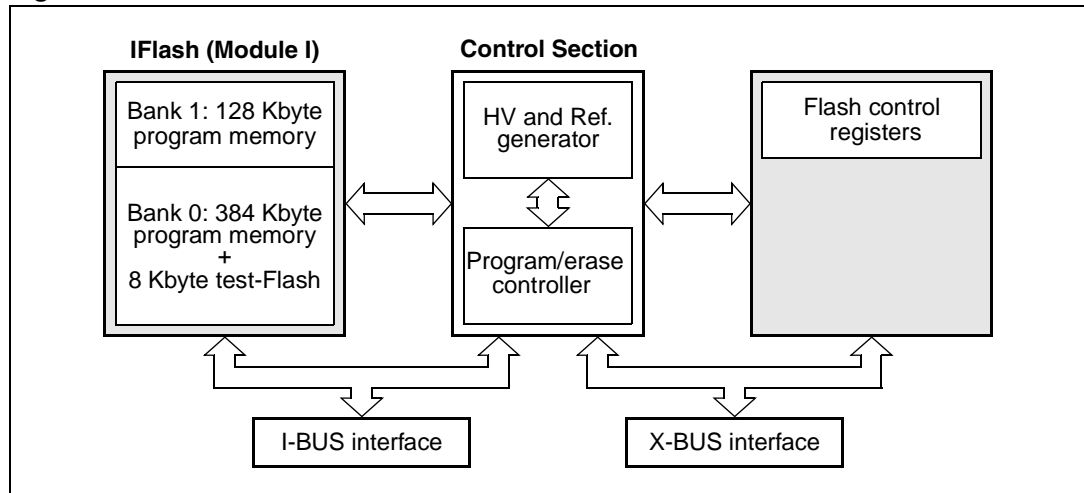 IFlash (Module I)
Bank 1: 128 Kbyte
program memory
Bank 0: 384 Kbyte
program memory
+
8 Kbyte test-Flash
Control Section
HV and Ref.
generator
Program/erase
controller
Flash control
registers
I-BUS interface
X-BUS interface